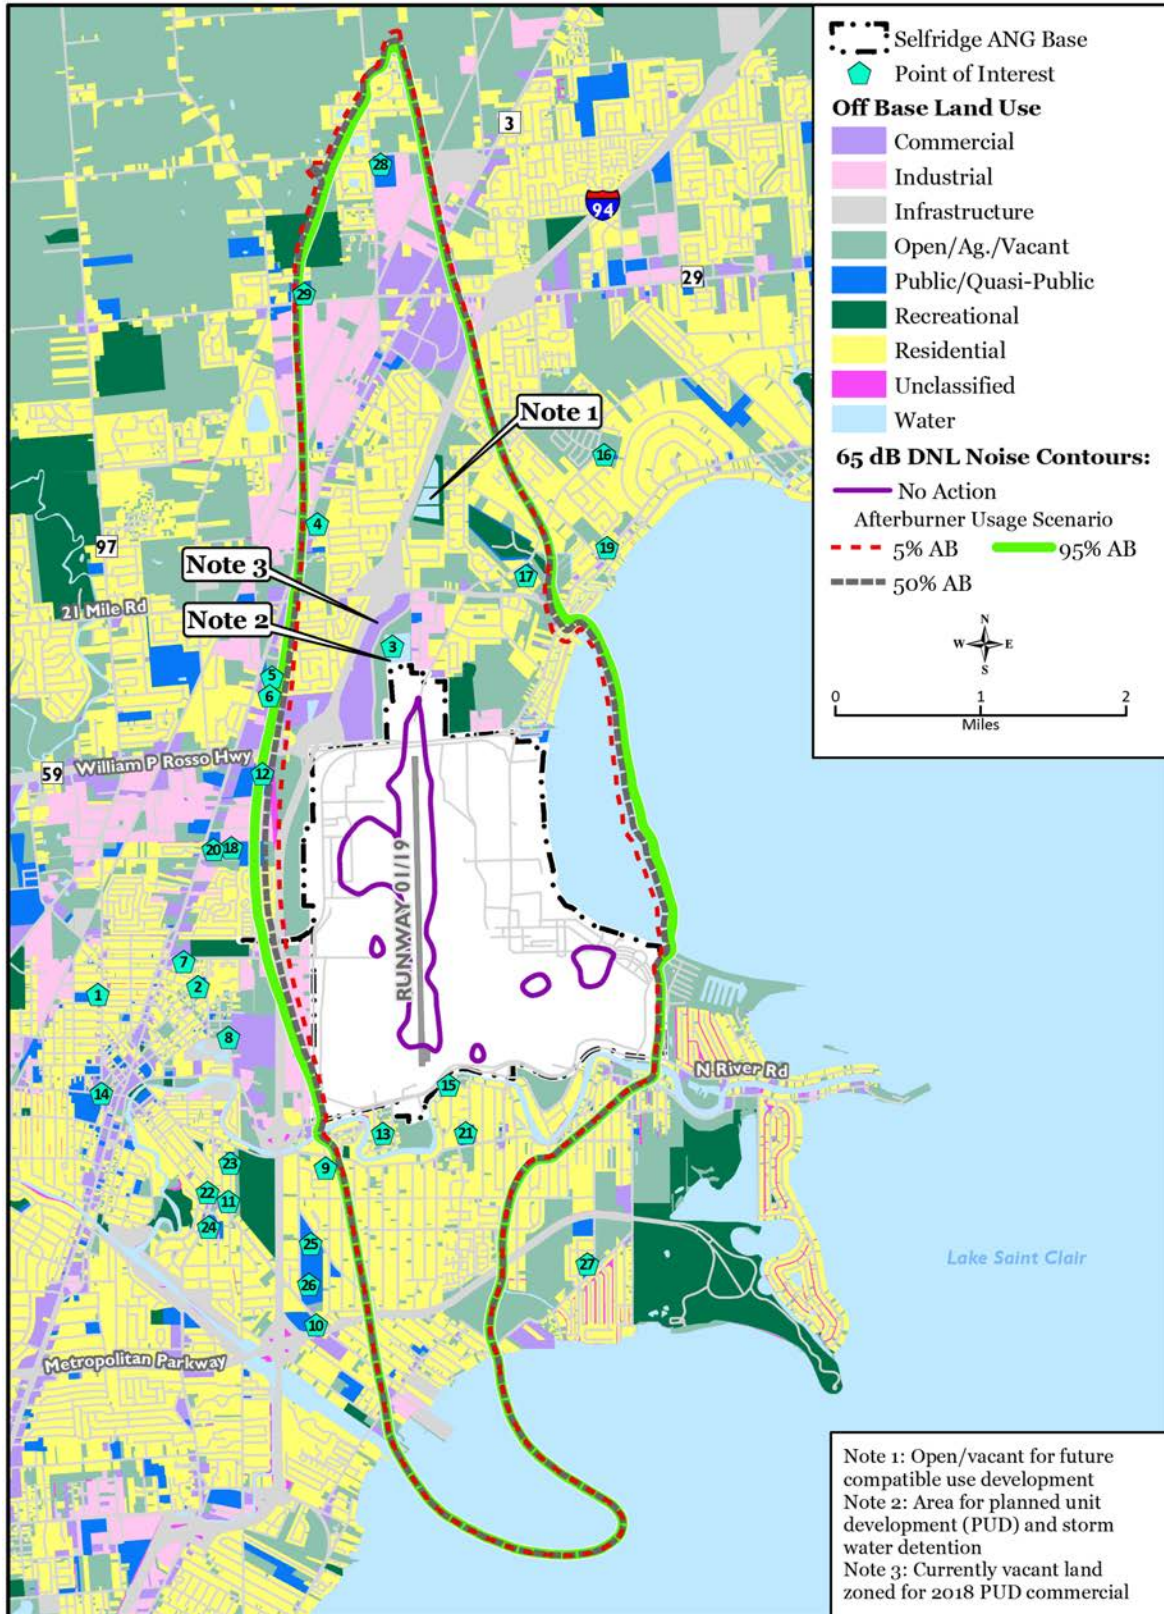 Selfridge ANG Base
Point of Interest
Off Base Land Use
Commercial
Industrial
Infrastructure
Open/Ag./Vacant
Public/Quasi-Public
Recreational
Residential
Unclassified
Water
65 dB DNL Noise Contours:
No Action
Afterburner Usage Scenario
5% AB
95% AB
50% AB
N
W E
S
0 1 2
Miles
3
28
94
29
29
Note 1
16
4
19
97
17
Note 3
21 Mile Rd
Note 2
3
5
6
59
William P Rosso Hwy
12
20
18
RUNWAY 01/19
7
2
1
8
N River Rd
14
15
13
21
23
9
22
11
24
25
27
Lake Saint Clair
26
10
Metropolitan Parkway
Note 1: Open/vacant for future
compatible use development
Note 2: Area for planned unit
development (PUD) and storm
water detention
Note 3: Currently vacant land
zoned for 2018 PUD commercial